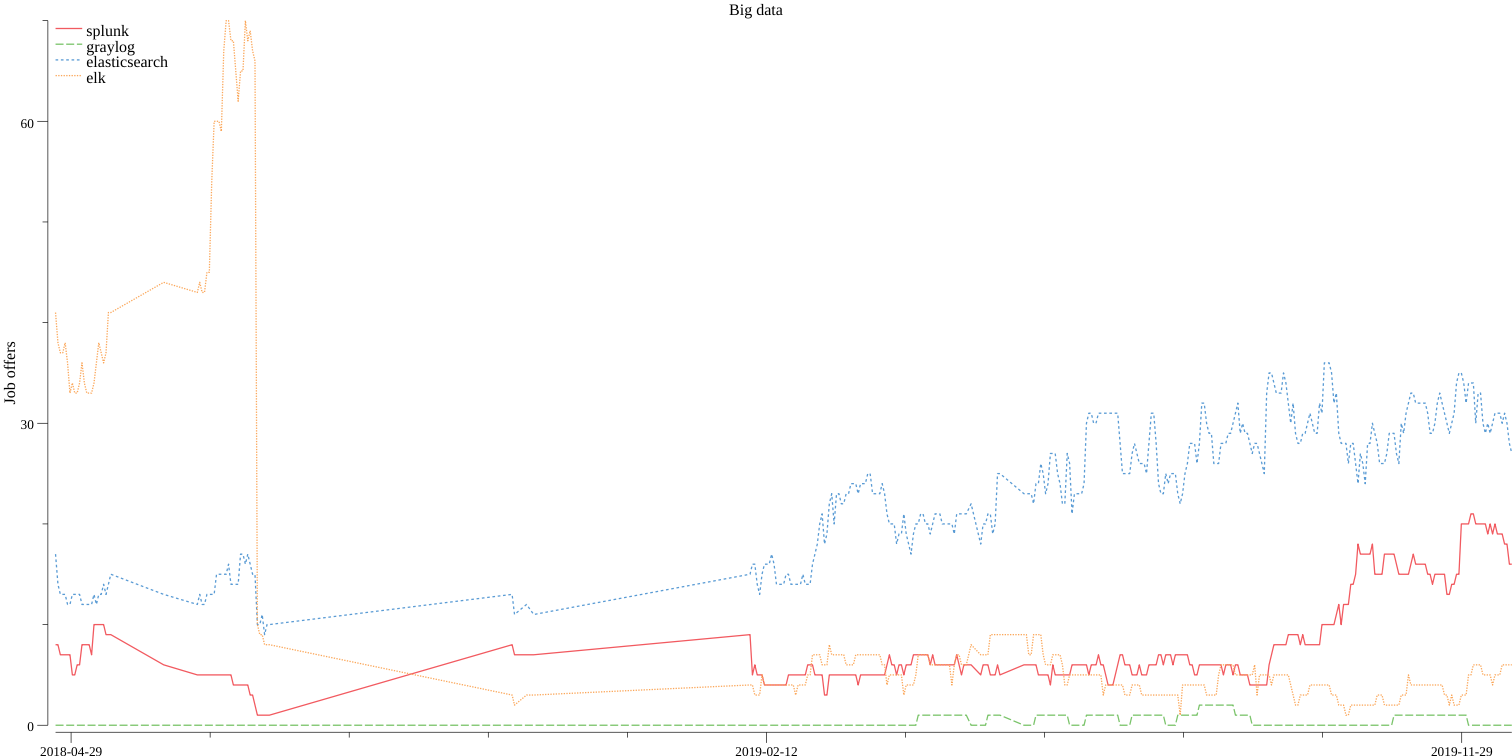 Big data
splunk
graylog
elasticsearch
elk
60
30
0
Job offers
2018-04-29
2019-02-12
2019-11-29